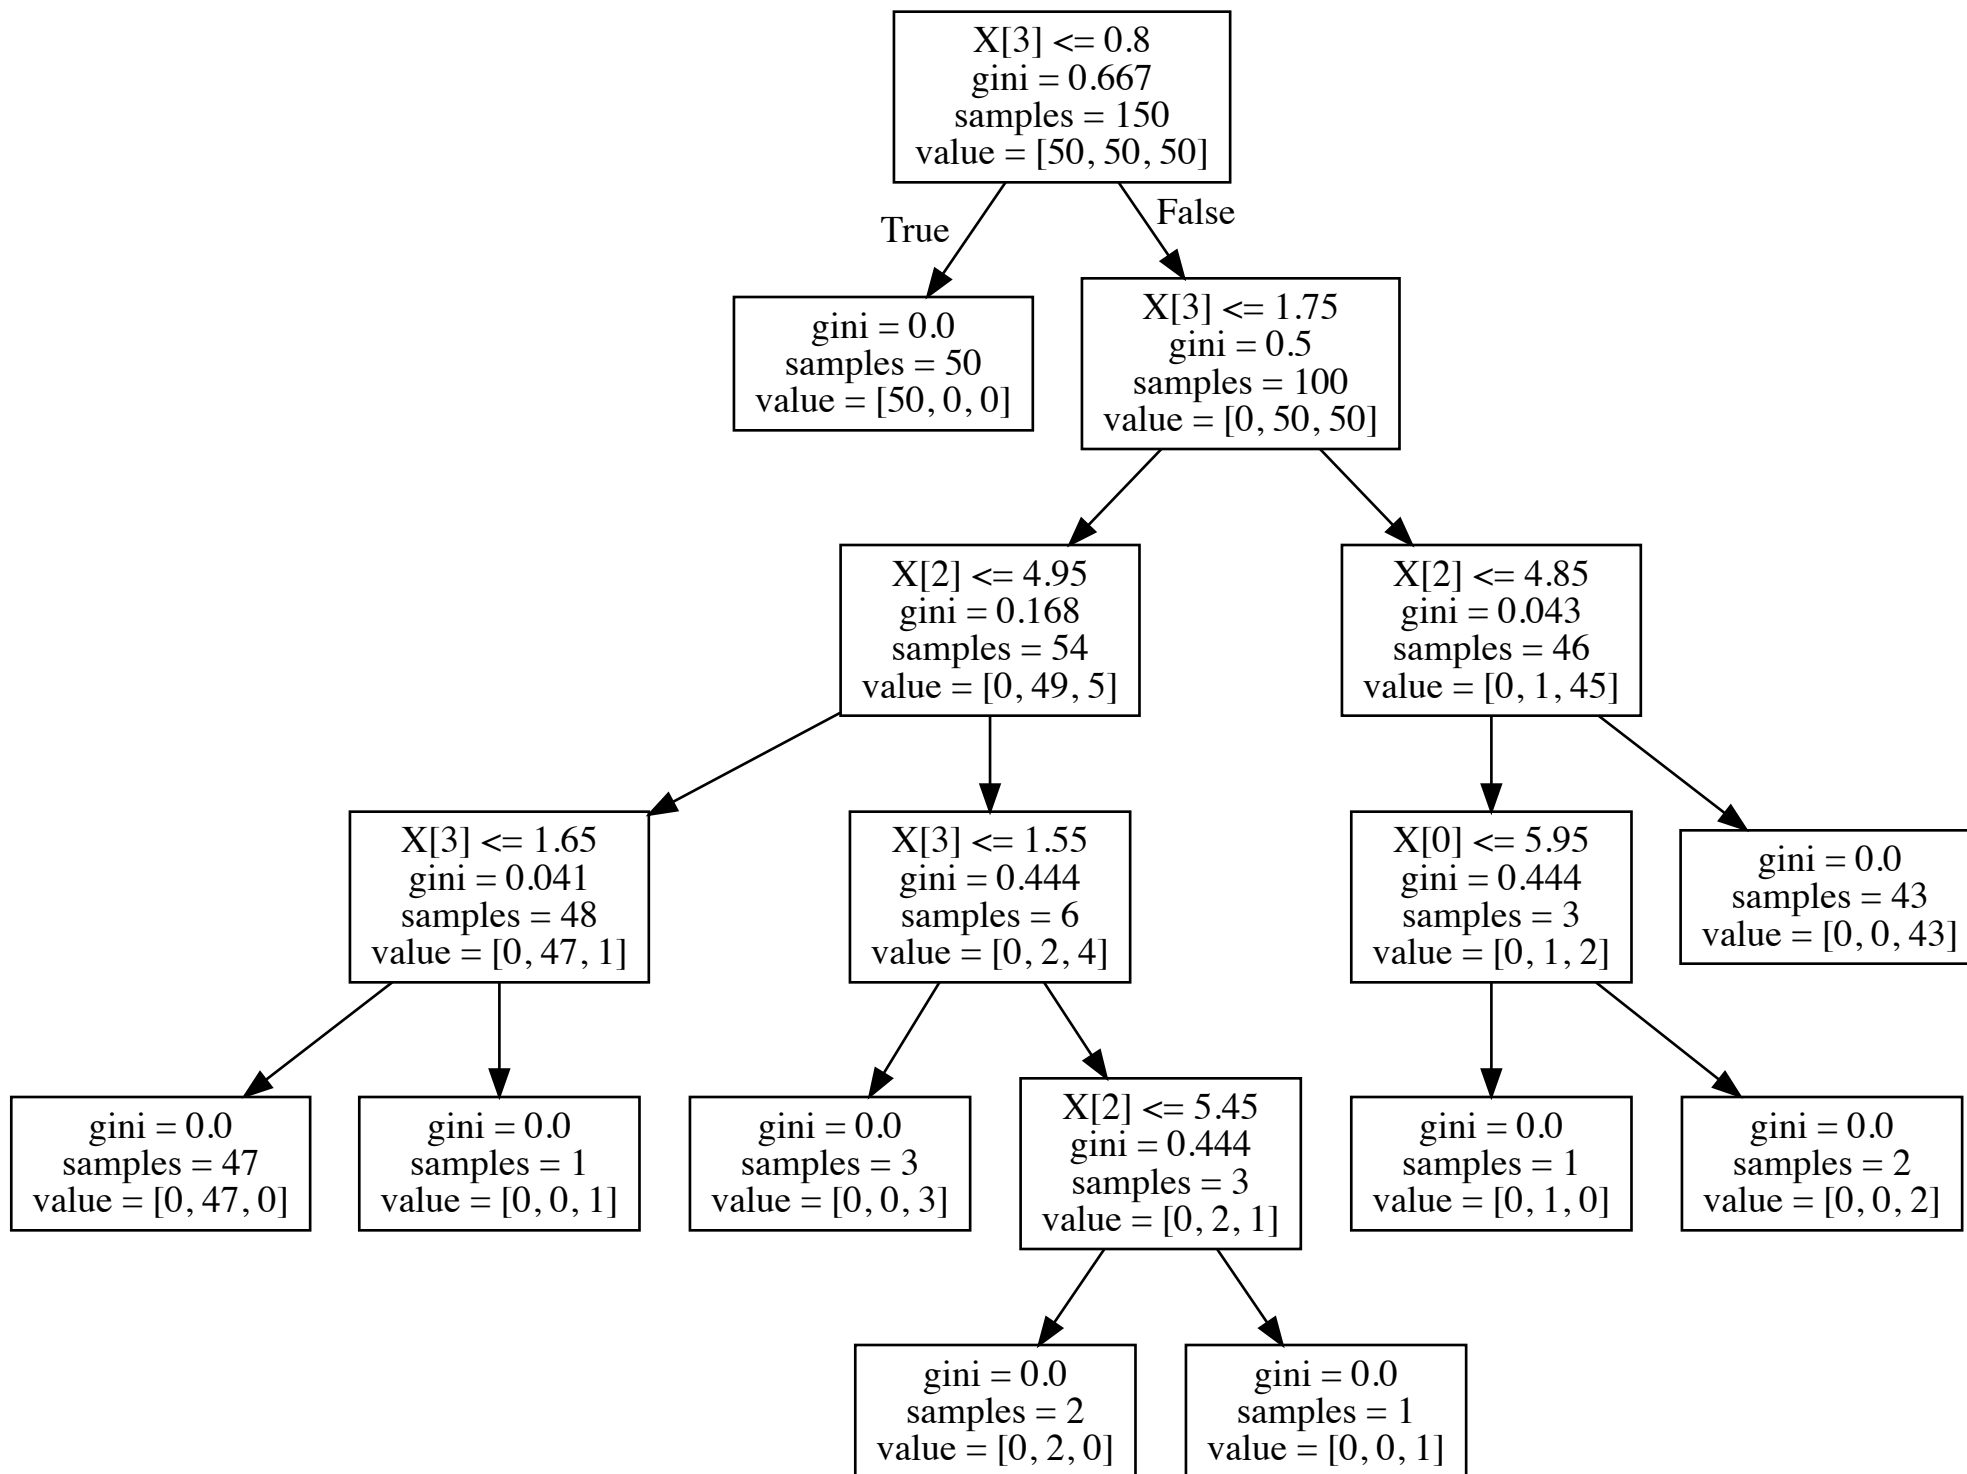 X[3] <= 0.8
gini = 0.667
samples = 150
value = [50, 50, 50]
True
False
gini = 0.0
samples = 50
value = [50, 0, 0]
X[3] <= 1.75
gini = 0.5
samples = 100
value = [0, 50, 50]
X[2] <= 4.95
gini = 0.168
samples = 54
value = [0, 49, 5]
X[2] <= 4.85
gini = 0.043
samples = 46
value = [0, 1, 45]
X[3] <= 1.65
gini = 0.041
samples = 48
value = [0, 47, 1]
X[3] <= 1.55
gini = 0.444
samples = 6
value = [0, 2, 4]
X[0] <= 5.95
gini = 0.444
samples = 3
value = [0, 1, 2]
gini = 0.0
samples = 43
value = [0, 0, 43]
gini = 0.0
samples = 47
value = [0, 47, 0]
gini = 0.0
samples = 1
value = [0, 0, 1]
gini = 0.0
samples = 3
value = [0, 0, 3]
X[2] <= 5.45
gini = 0.444
samples = 3
value = [0, 2, 1]
gini = 0.0
samples = 1
value = [0, 1, 0]
gini = 0.0
samples = 2
value = [0, 0, 2]
gini = 0.0
samples = 2
value = [0, 2, 0]
gini = 0.0
samples = 1
value = [0, 0, 1]